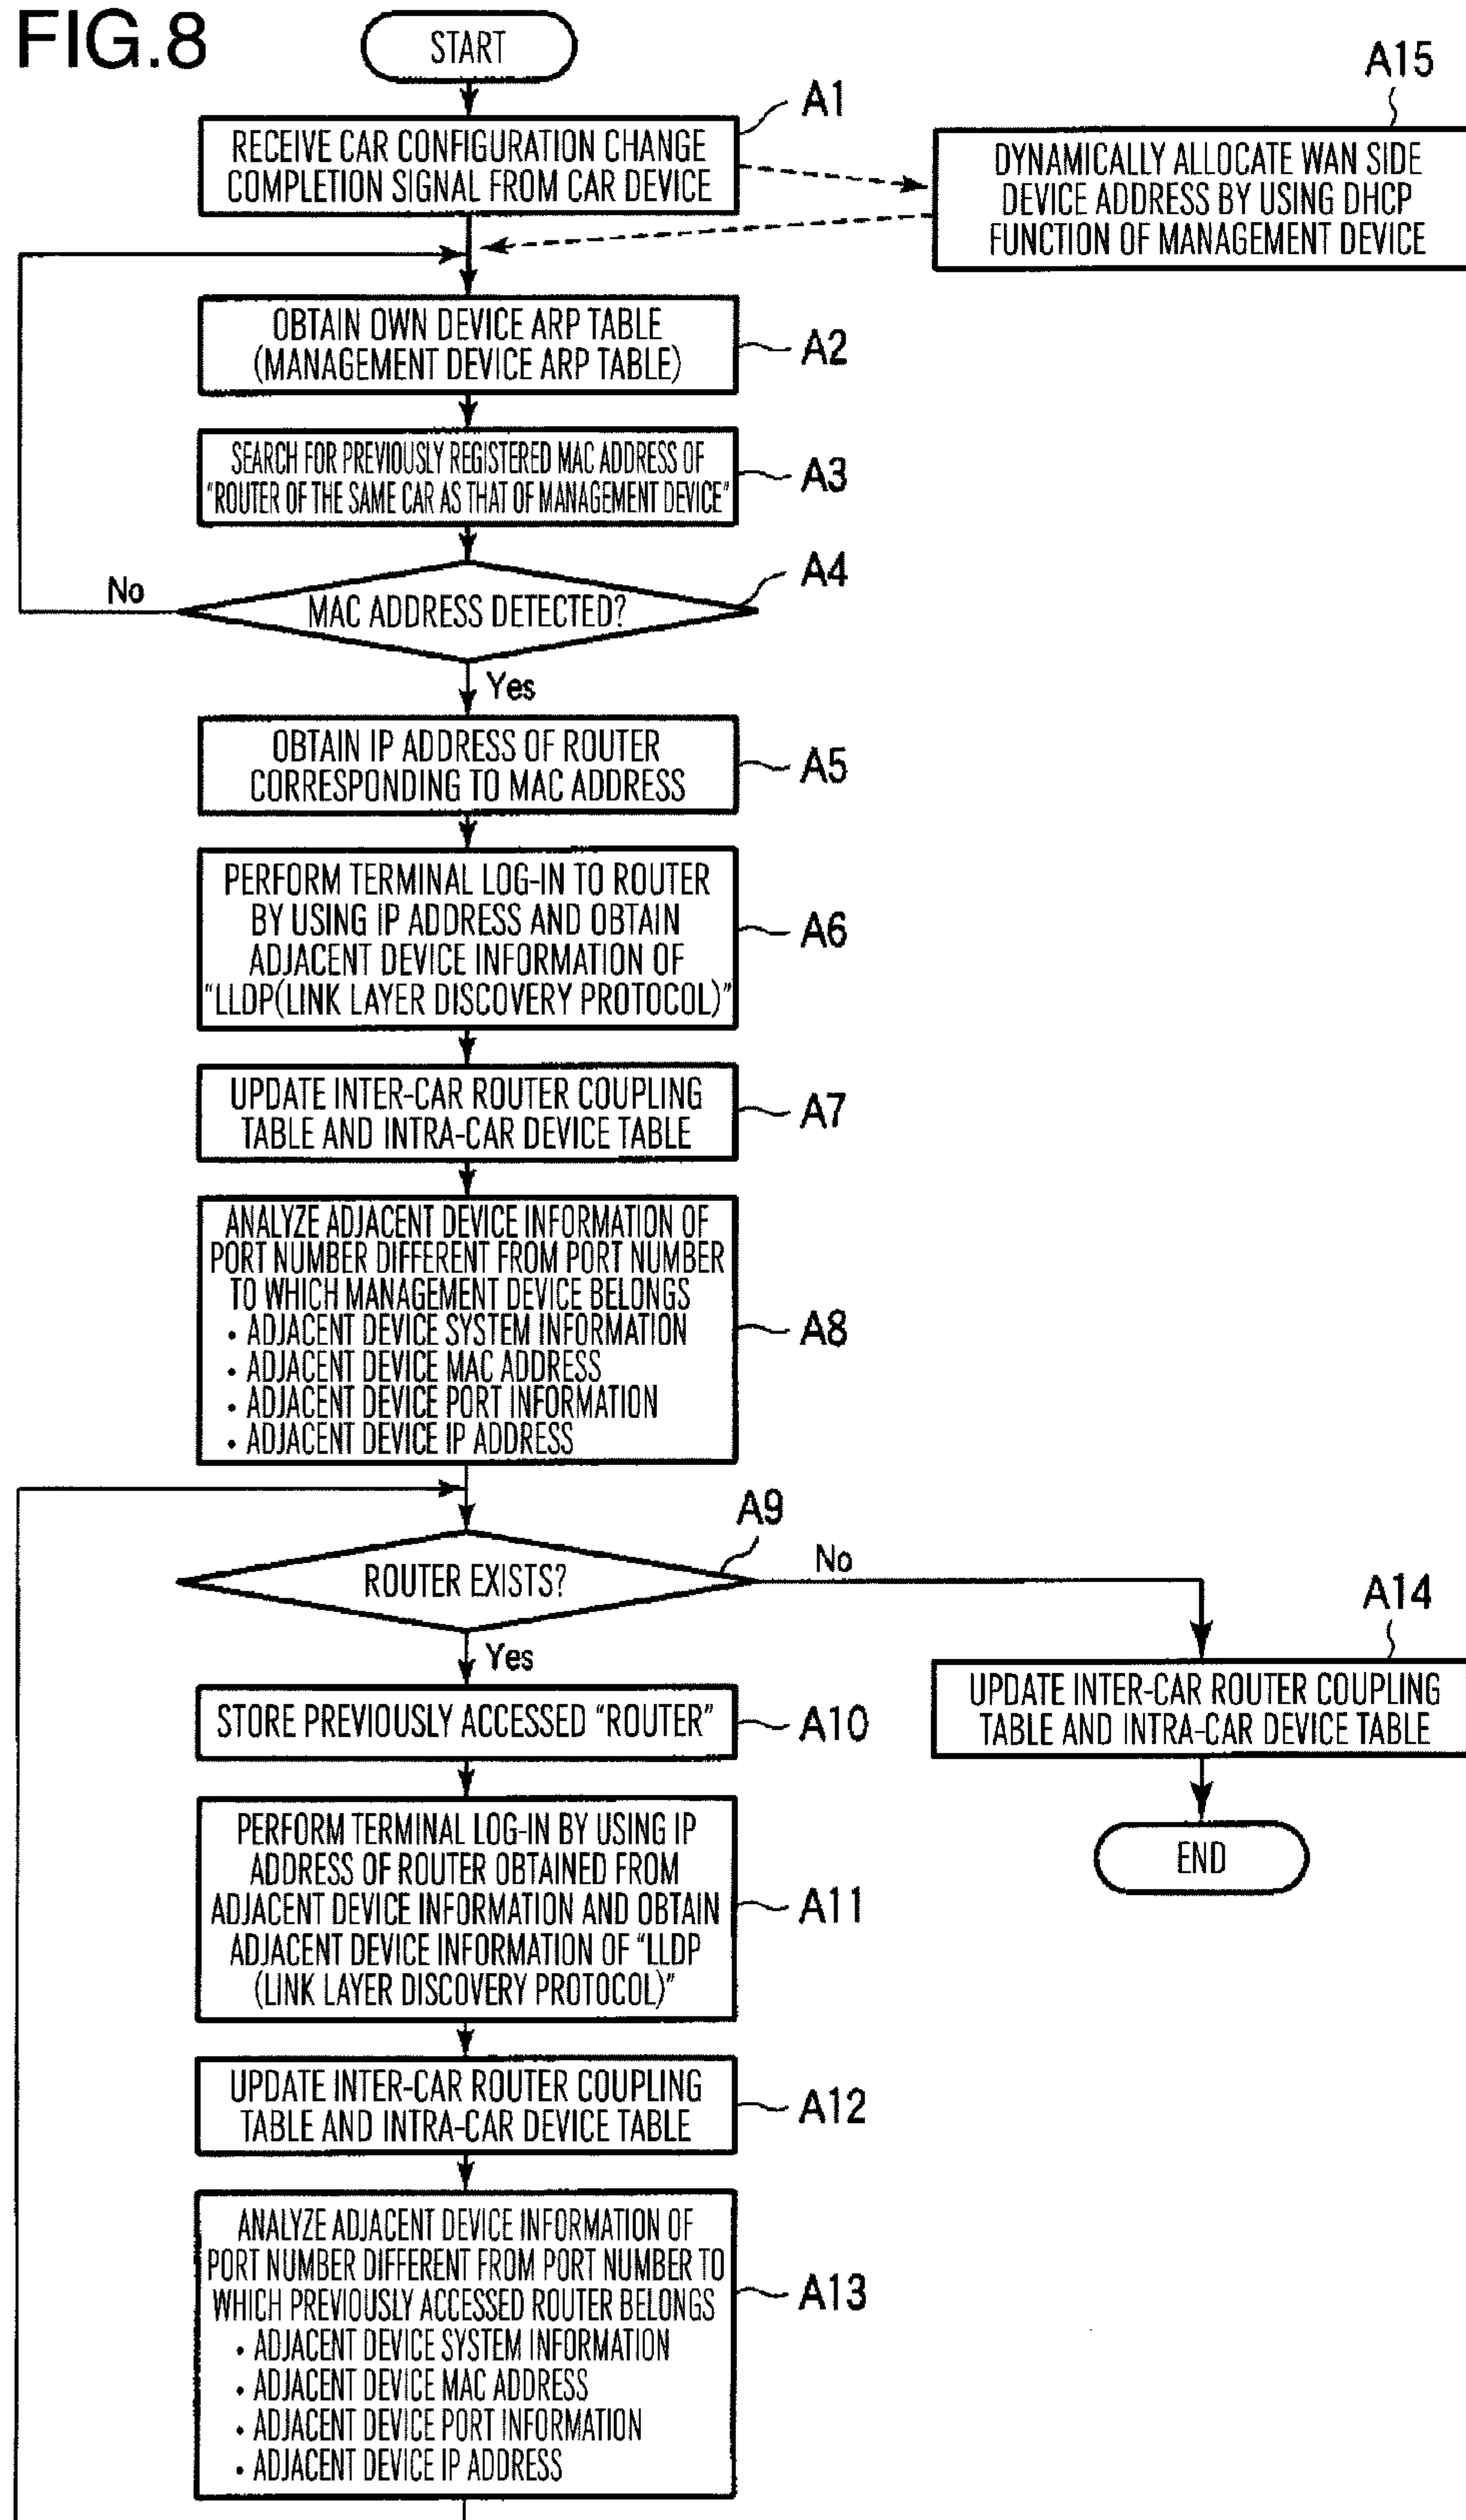 FIG.8
START
A1
RECEIVE CAR CONFIGURATION CHANGE
COMPLETION SIGNAL FROM CAR DEVICE
A15
DYNAMICALLY ALLOCATE WAN SIDE
DEVICE ADDRESS BY USING DHCP
FUNCTION OF MANAGEMENT DEVICE
OBTAIN OWN DEVICE ARP TABLE
(MANAGEMENT DEVICE ARP TABLE)
A2
SEARCH FOR PREVIOUSLY REGISTERED MAC ADDRESS OF
"ROUTER OF THE SAME CAR AS THAT OF MANAGEMENT DEVICE"
A3
A4
No
MAC ADDRESS DETECTED?
Yes
OBTAIN IP ADDRESS OF ROUTER
CORRESPONDING TO MAC ADDRESS
A5
PERFORM TERMINAL LOG-IN TO ROUTER
BY USING IP ADDRESS AND OBTAIN
ADJACENT DEVICE INFORMATION OF
"LLDP(LINK LAYER DISCOVERY PROTOCOL)"
A6
UPDATE INTER-CAR ROUTER COUPLING
TABLE AND INTRA-CAR DEVICE TABLE
A7
ANALYZE ADJACENT DEVICE INFORMATION OF
PORT NUMBER DIFFERENT FROM PORT NUMBER
TO WHICH MANAGEMENT DEVICE BELONGS
• ADJACENT DEVICE SYSTEM INFORMATION
• ADJACENT DEVICE MAC ADDRESS
• ADJACENT DEVICE PORT INFORMATION
• ADJACENT DEVICE IP ADDRESS
A8
A9
ROUTER EXISTS?
No
Yes
A14
UPDATE INTER-CAR ROUTER COUPLING
TABLE AND INTRA-CAR DEVICE TABLE
END
STORE PREVIOUSLY ACCESSED "ROUTER"
A10
PERFORM TERMINAL LOG-IN BY USING IP
ADDRESS OF ROUTER OBTAINED FROM
ADJACENT DEVICE INFORMATION AND OBTAIN
ADJACENT DEVICE INFORMATION OF "LLDP
(LINK LAYER DISCOVERY PROTOCOL)"
A11
UPDATE INTER-CAR ROUTER COUPLING
TABLE AND INTRA-CAR DEVICE TABLE
A12
ANALYZE ADJACENT DEVICE INFORMATION OF
PORT NUMBER DIFFERENT FROM PORT NUMBER TO
WHICH PREVIOUSLY ACCESSED ROUTER BELONGS
• ADJACENT DEVICE SYSTEM INFORMATION
• ADJACENT DEVICE MAC ADDRESS
• ADJACENT DEVICE PORT INFORMATION
• ADJACENT DEVICE IP ADDRESS
A13